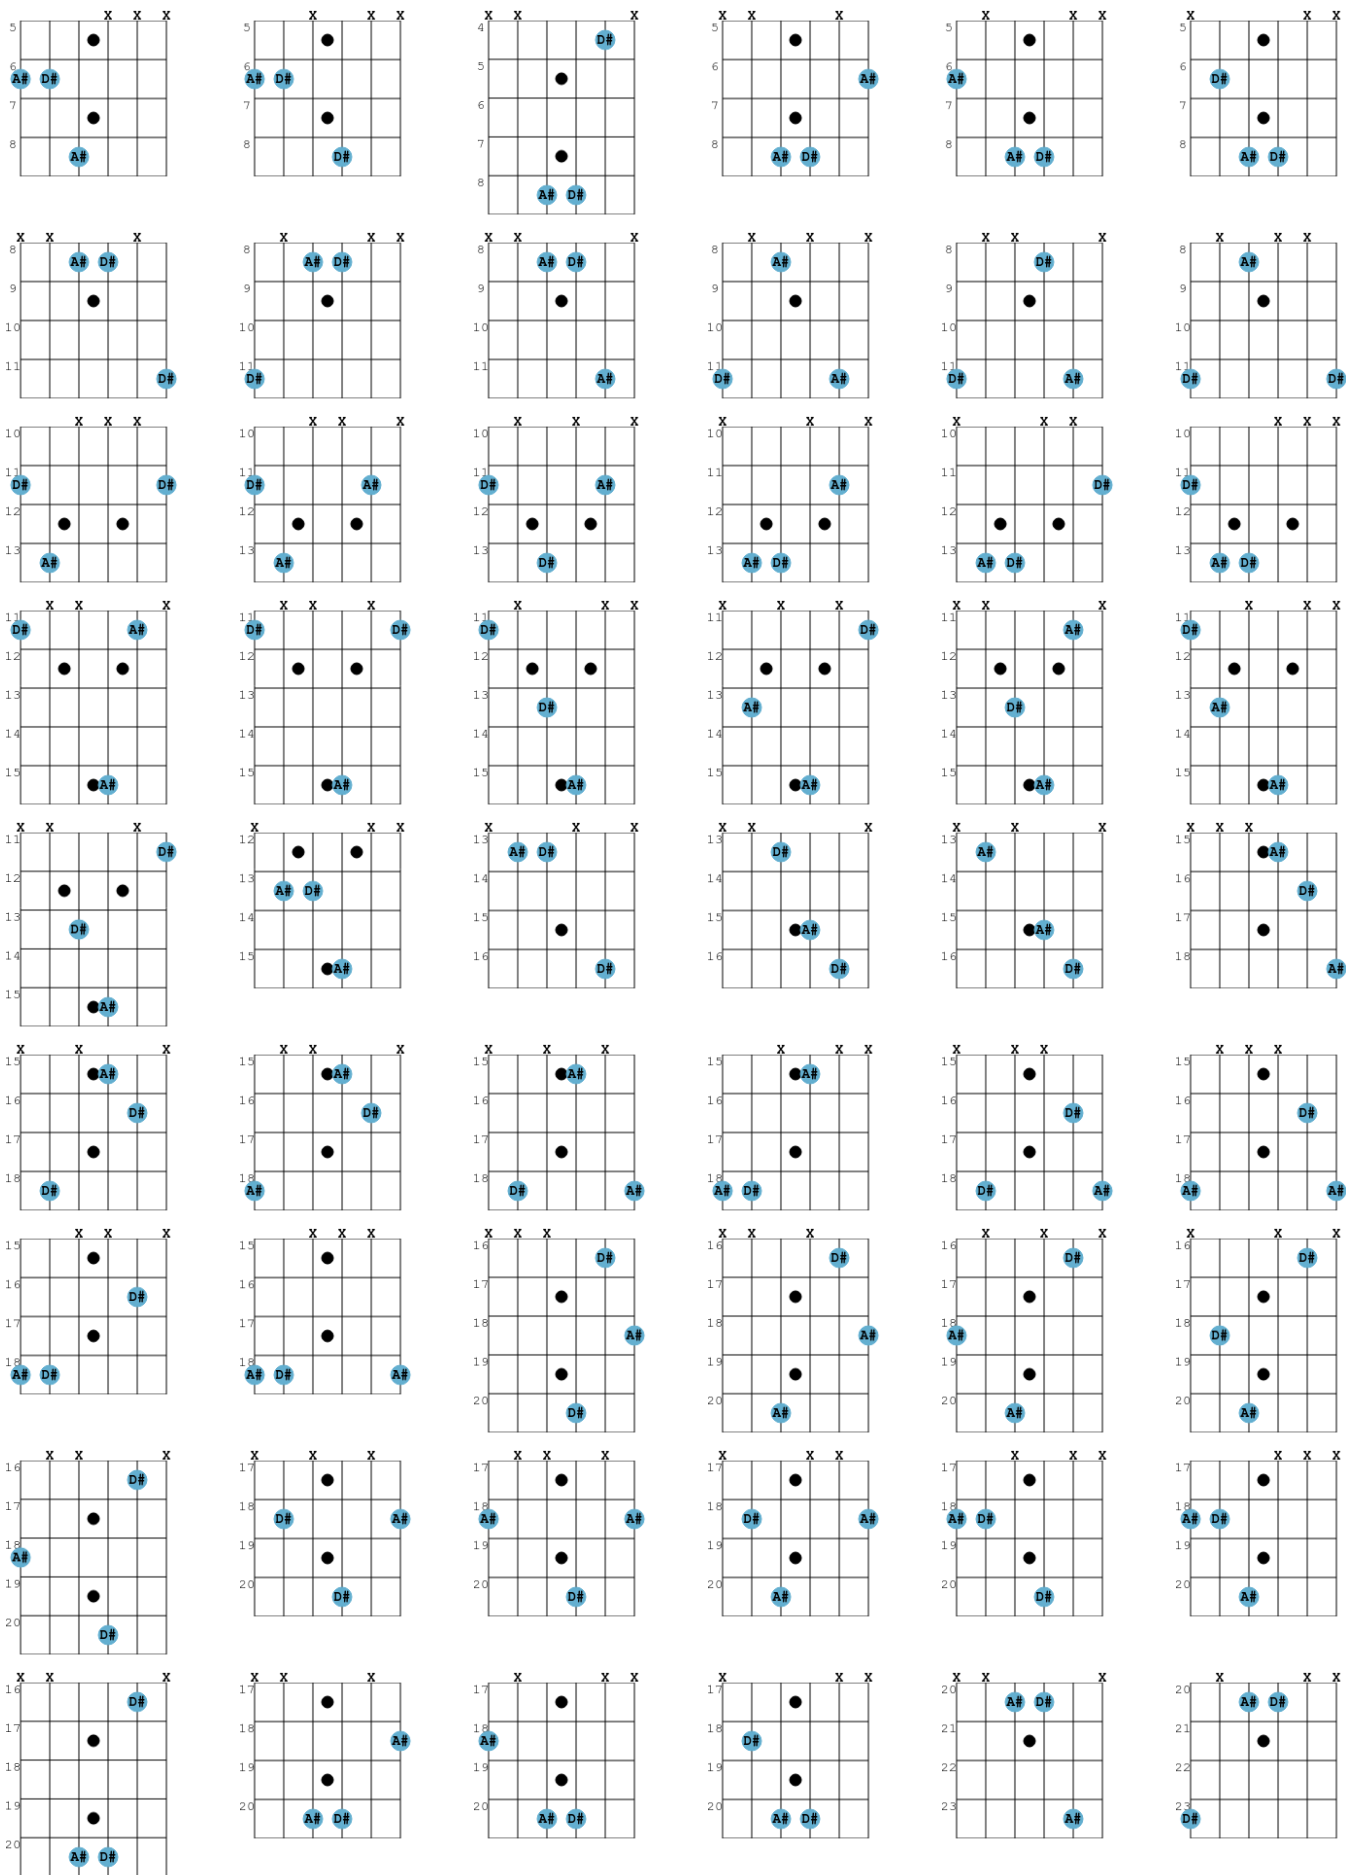 X X X X X X X X X X X X X X X X X X
5 5 4 5 5 5
D#
6 6 5 6 6 6
A# D# A# D# A# A# D#
7 7 6 7 7 7
8 8 7 8 8 8
A# D# A# D# A# D# A# D#
8
A# D#
X X X X X X X X X X X X X X X X X X
8 8 8 8 8 8
A# D# A# D# A# D# A# D# A#
9 9 9 9 9 9
10 10 10 10 10 10
11 11 11 11 11 11
D# D# A# D# A# D# A# D# D#
X X X X X X X X X X X X X X X X X X
10 10 10 10 10 10
11 11 11 11 11 11
D# D# D# A# D# A# A# D# D#
12 12 12 12 12 12
13 13 13 13 13 13
A# A# D# A# D# A# D# A# D#
X X X X X X X X X X X X X X X X X X
11 11 11 11 11 11
D# A# D# D# D# D# A# D#
12 12 12 12 12 12
13 13 13 13 13 13
D# A# D# A#
14 14 14 14 14 14
15 15 15 15 15 15
A# A# A# A# A# A#
X X X X X X X X X X X X X X X X X X
11 12 13 13 13 15
D# A# D# D# A# A#
12 13 14 14 14 16
A# D# D#
13 14 15 15 15 17
D# A# A#
14 15 16 16 16 18
A# D# D# D# A#
15
A#
X X X X X X X X X X X X X X X X X X
15 15 15 15 15 15
A# A# A# A#
16 16 16 16 16 16
D# D# D# D#
17 17 17 17 17 17
18 18 18 18 18 18
D# A# D# A# A# D# D# A# A# A#
X X X X X X X X X X X X X X X X X X
15 15 16 16 16 16
D# D# D# D#
16 16 17 17 17 17
D#
17 17 18 18 18 18
A# A# A# D#
18 18 19 19 19 19
A# D# A# D# A#
20 20 20 20
D# A# A# A#
X X X X X X X X X X X X X X X X X X
16 17 17 17 17 17
D#
17 18 18 18 18 18
D# A# A# A# D# A# A# D# A# D#
18 19 19 19 19 19
A#
19 20 20 20 20 20
D# D# A# D# A#
20
D#
X X X X X X X X X X X X X X X X X X
16 17 17 17 20 20
D# A# D# A# D#
17 18 18 18 21 21
A# A# D#
18 19 19 19 22 22
19 20 20 20 23 23
A# D# A# D# A# D# A# D#
20
A# D#